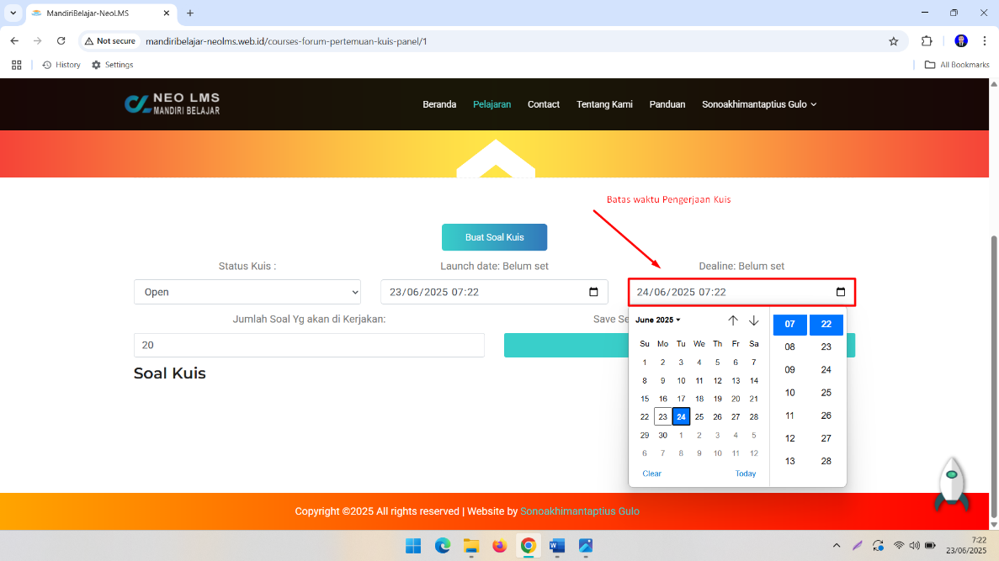 MandiriBelajar-NeoLMS
Not secure
mandiribelajar-neolms.web.id/courses-forum-pertemuan-kuis-panel/1
History
Settings
All Bookmarks
NEO LMS
MANDIRI BELAJAR
Beranda
Pelajaran
Contact
Tentang Kami
Panduan
Sonoakhimantaptius Gulo
Batas waktu Pengerjaan Kuis
Buat Soal Kuis
Status Kuis :
Launch date: Belum set
Dealine: Belum set
Open
23/06/2025 07:22
24/06/2025 07:22
Jumlah Soal Yg akan di Kerjakan:
Save Se
20
Soal Kuis
June 2025
Su Mo Tu We Th Fr Sa
1 2 3 4 5 6 7
8 9 10 11 12 13 14
15 16 17 18 19 20 21
22 23 24 25 26 27 28
29 30 1 2 3 4 5
6 7 8 9 10 11 12
Clear
Today
07 22
08 23
09 24
10 25
11 26
12 27
13 28
Copyright ©2025 All rights reserved | Website by Sonoakhimantaptius Gulo
7:22
23/06/2025